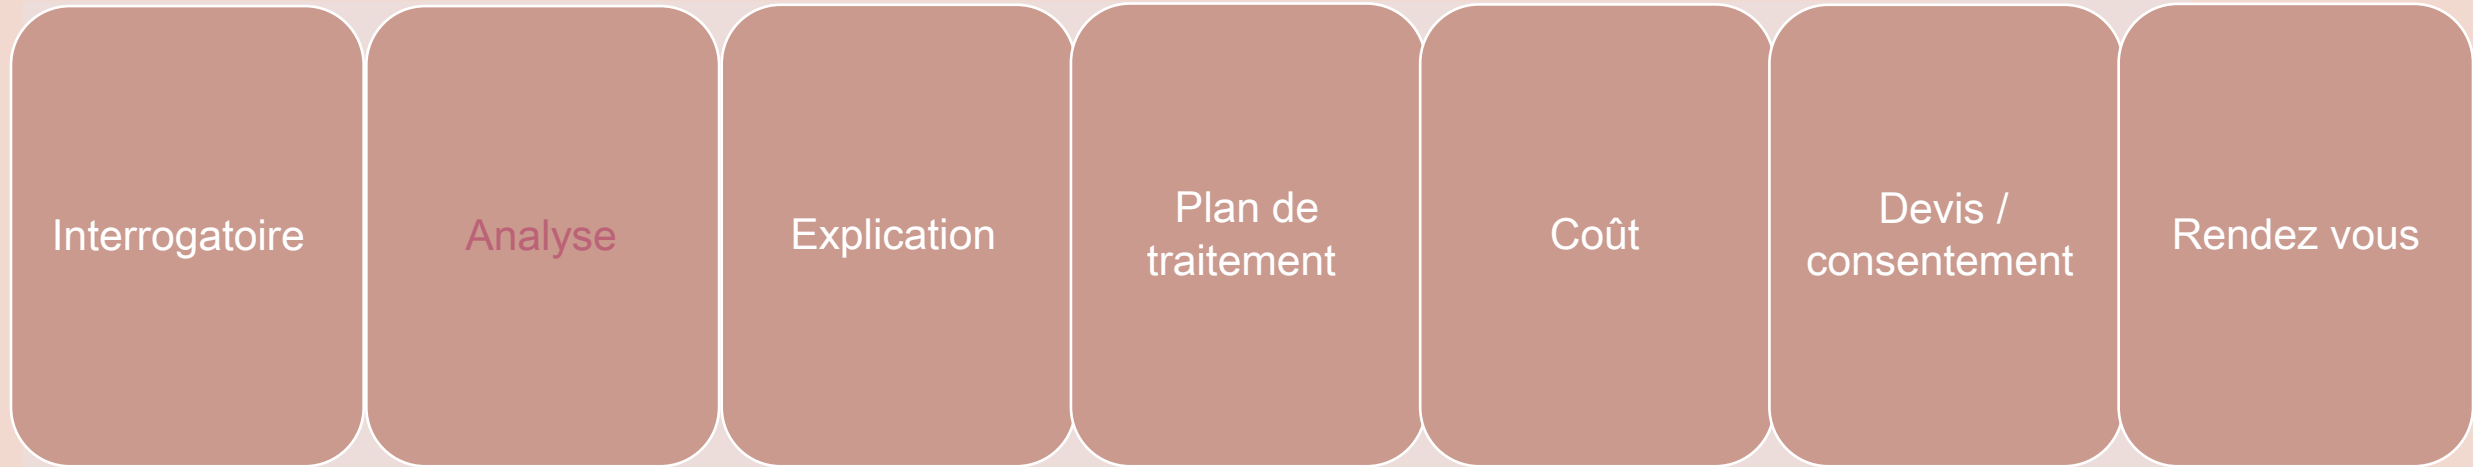 Interrogatoire
Analyse
Explication
Plan de
traitement
Coût
Devis /
consentement
Rendez vous